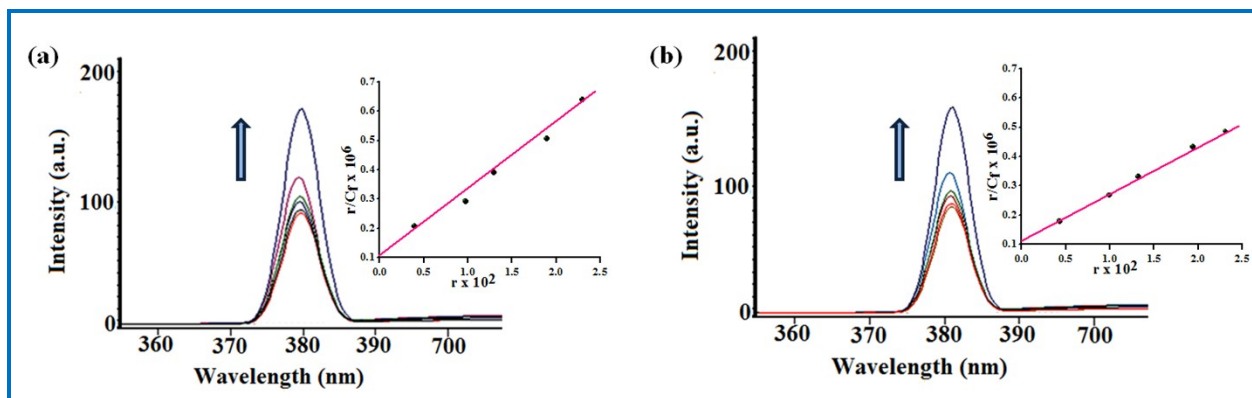 (a)
200
100
0
Intensity (a.u.)
360 370 380 390 700
Wavelength (nm)
0.7
0.6
0.5
0.4
0.3
0.2
0.1
r/Cf x 10⁶
0.0 0.5 1.0 1.5 2.0 2.5
r x 10²
(b)
200
100
0
Intensity (a.u.)
360 370 380 390 700
Wavelength (nm)
0.7
0.6
0.5
0.4
0.3
0.2
0.1
r/Cf x 10⁶
0.0 0.5 1.0 1.5 2.0 2.5
r x 10²